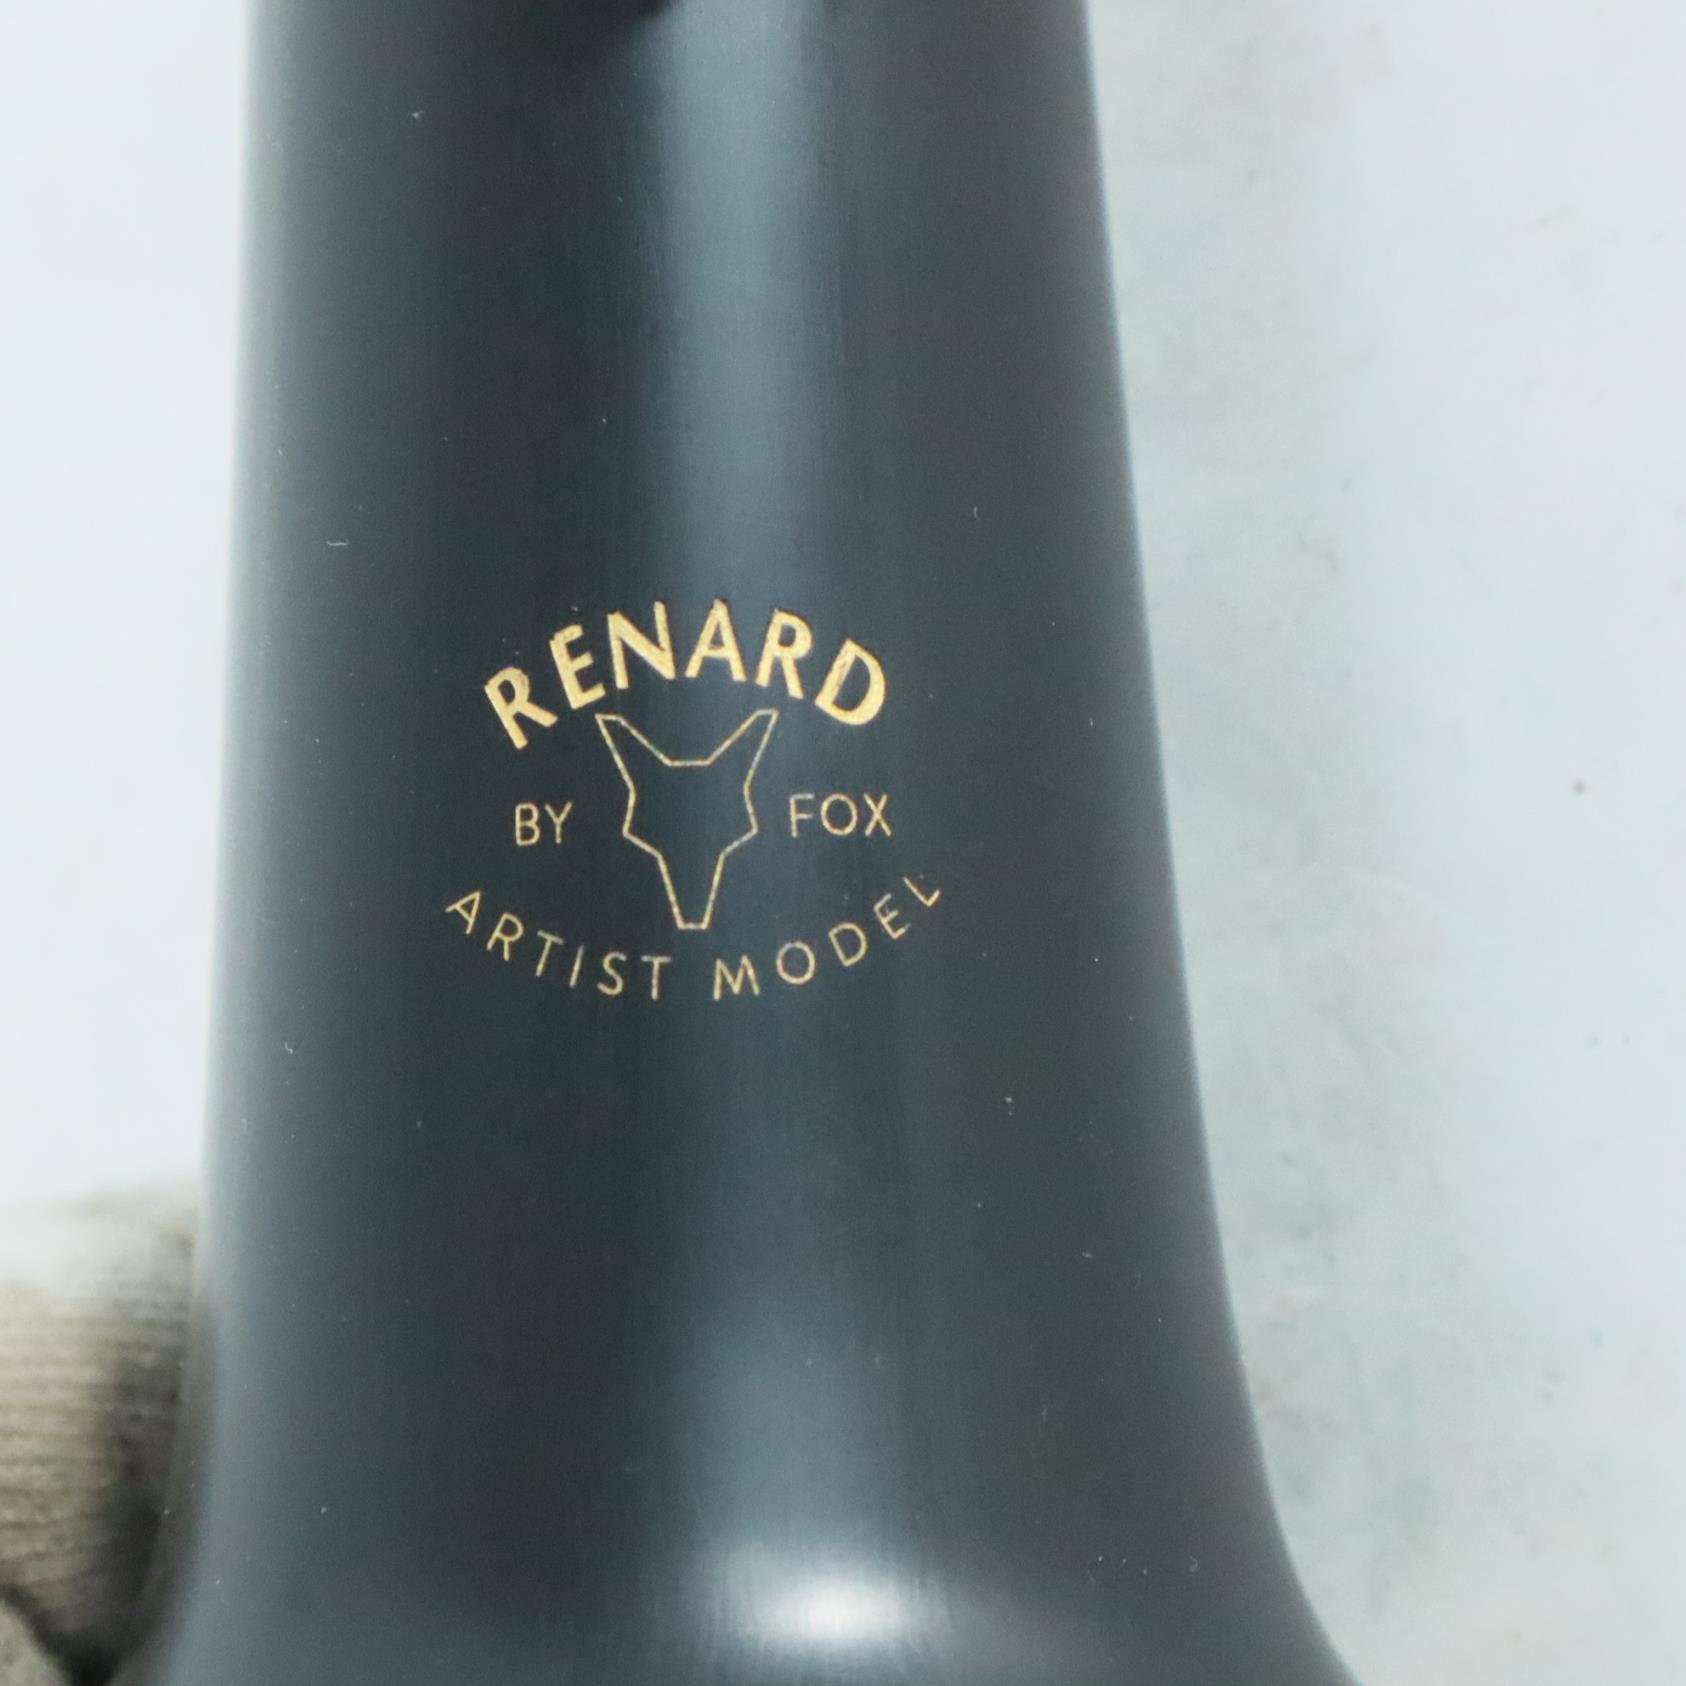 RENARD
BY FOX
ARTIST MODEL